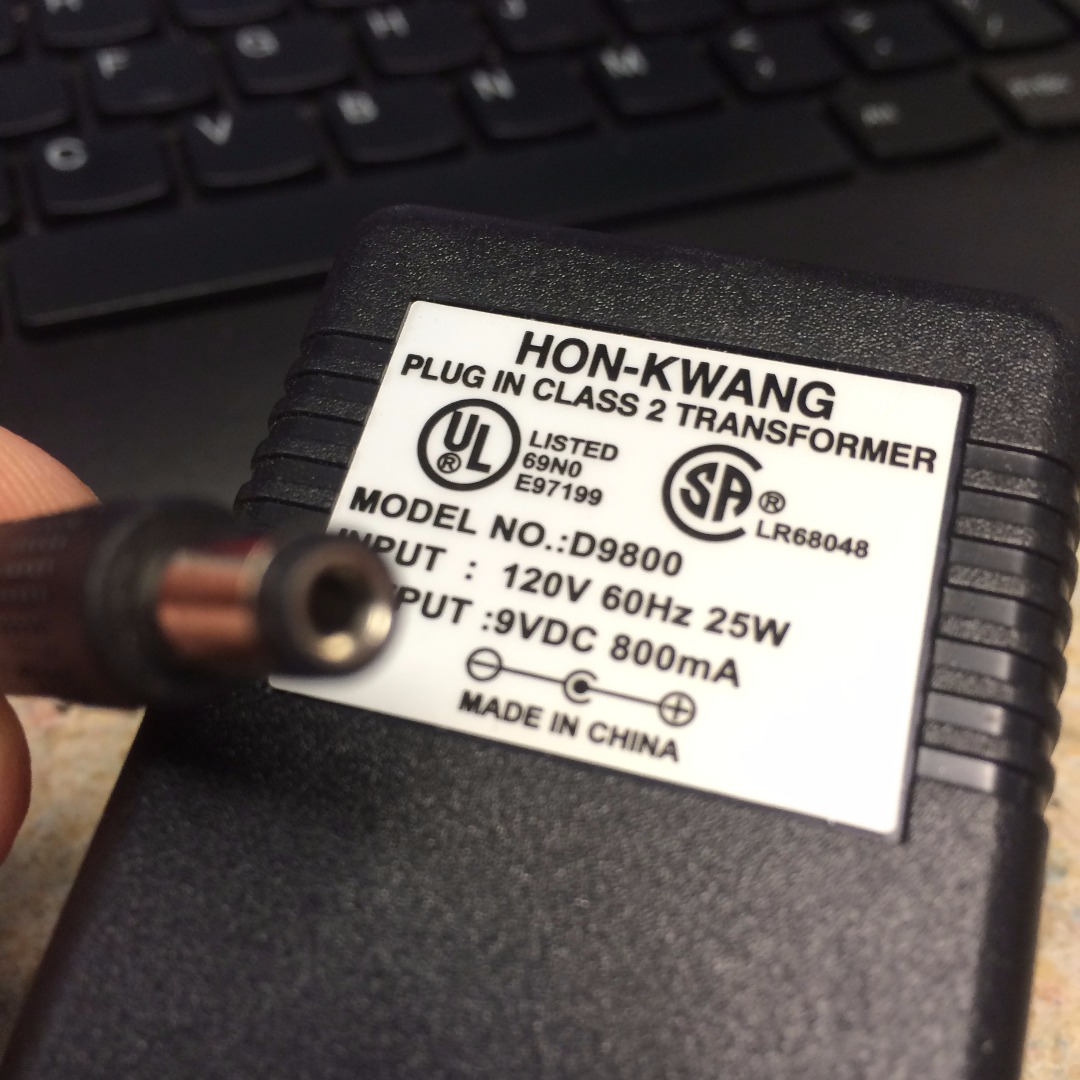 F G H J
C V B N M
HON-KWANG
PLUG IN CLASS 2 TRANSFORMER
UL ® LISTED
69N0
E97199
SA ®
LR68048
MODEL NO.:D9800
INPUT : 120V 60Hz 25W
PUT :9VDC 800mA
MADE IN CHINA